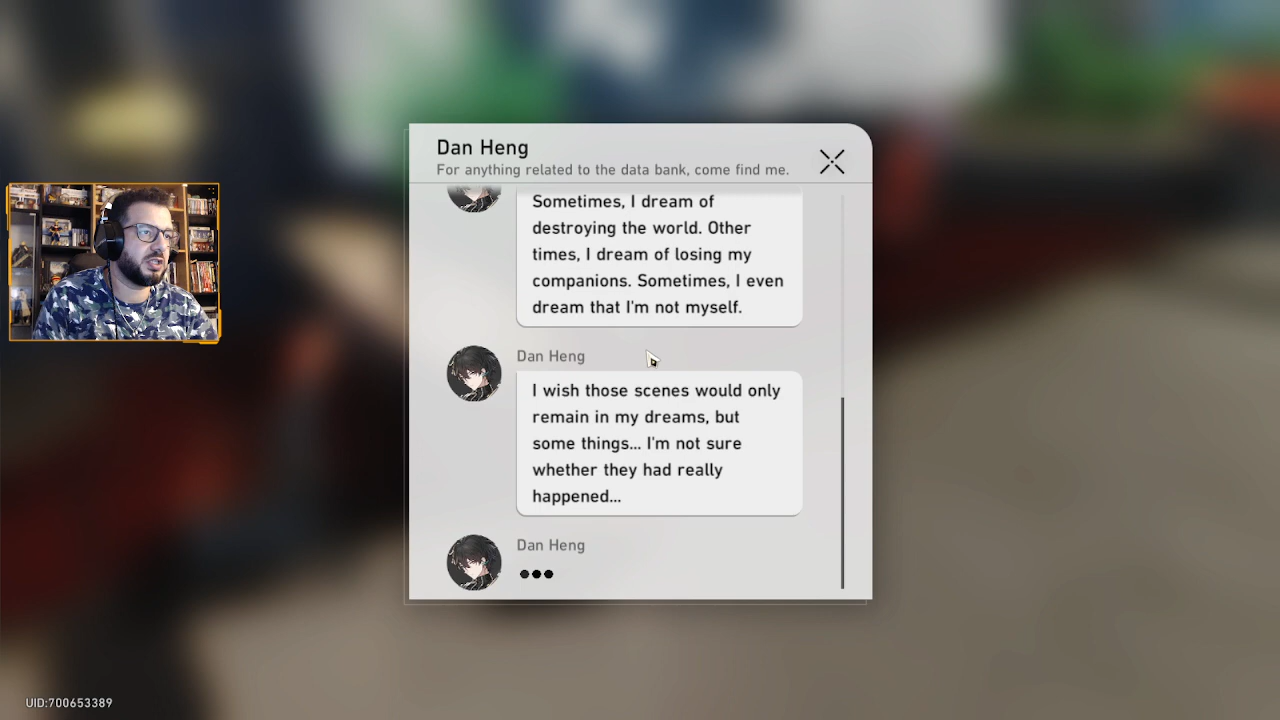 Dan Heng
For anything related to the data bank, come find me.
Sometimes, I dream of
destroying the world. Other
times, I dream of losing my
companions. Sometimes, I even
dream that I'm not myself.
Dan Heng
I wish those scenes would only
remain in my dreams, but
some things... I'm not sure
whether they had really
happened...
Dan Heng
UID:700653389